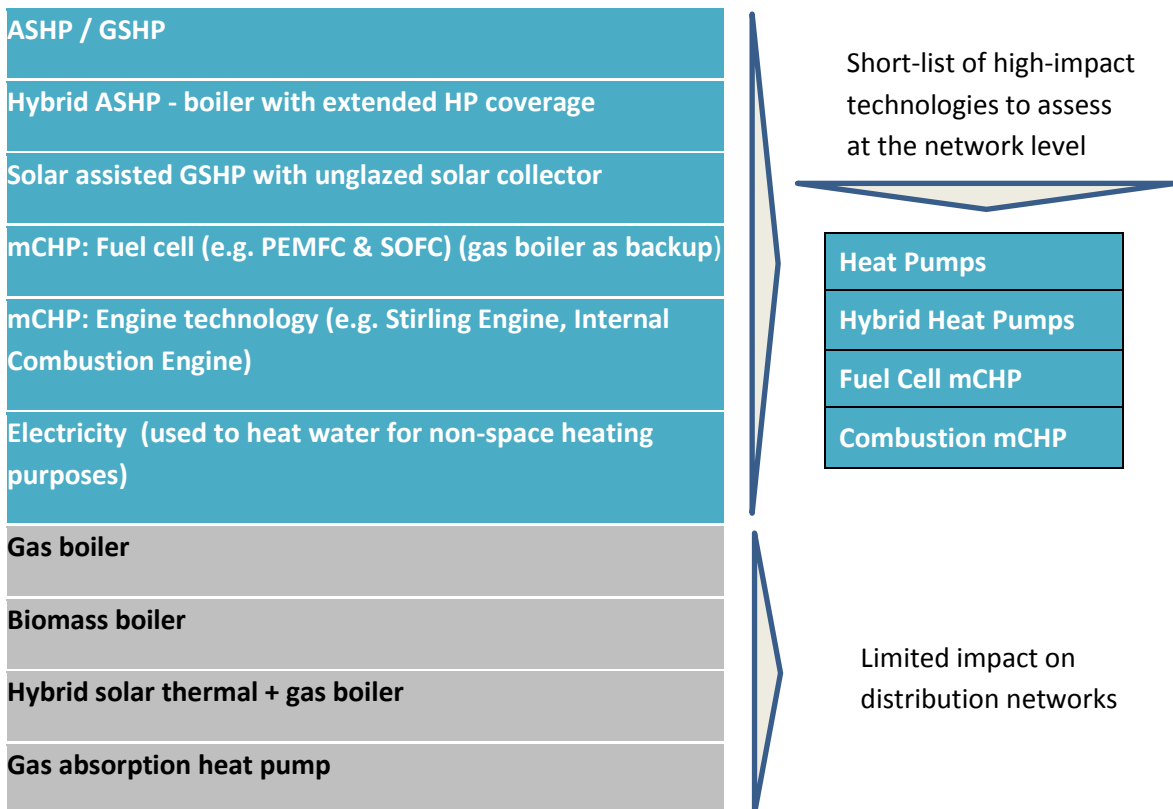 ASHP / GSHP
Hybrid ASHP - boiler with extended HP coverage
Solar assisted GSHP with unglazed solar collector
mCHP: Fuel cell (e.g. PEMFC & SOFC) (gas boiler as backup)
mCHP: Engine technology (e.g. Stirling Engine, Internal
Combustion Engine)
Electricity  (used to heat water for non-space heating
purposes)
Gas boiler
Biomass boiler
Hybrid solar thermal + gas boiler
Gas absorption heat pump
Short-list of high-impact
technologies to assess
at the network level
Heat Pumps
Hybrid Heat Pumps
Fuel Cell mCHP
Combustion mCHP
Limited impact on
distribution networks